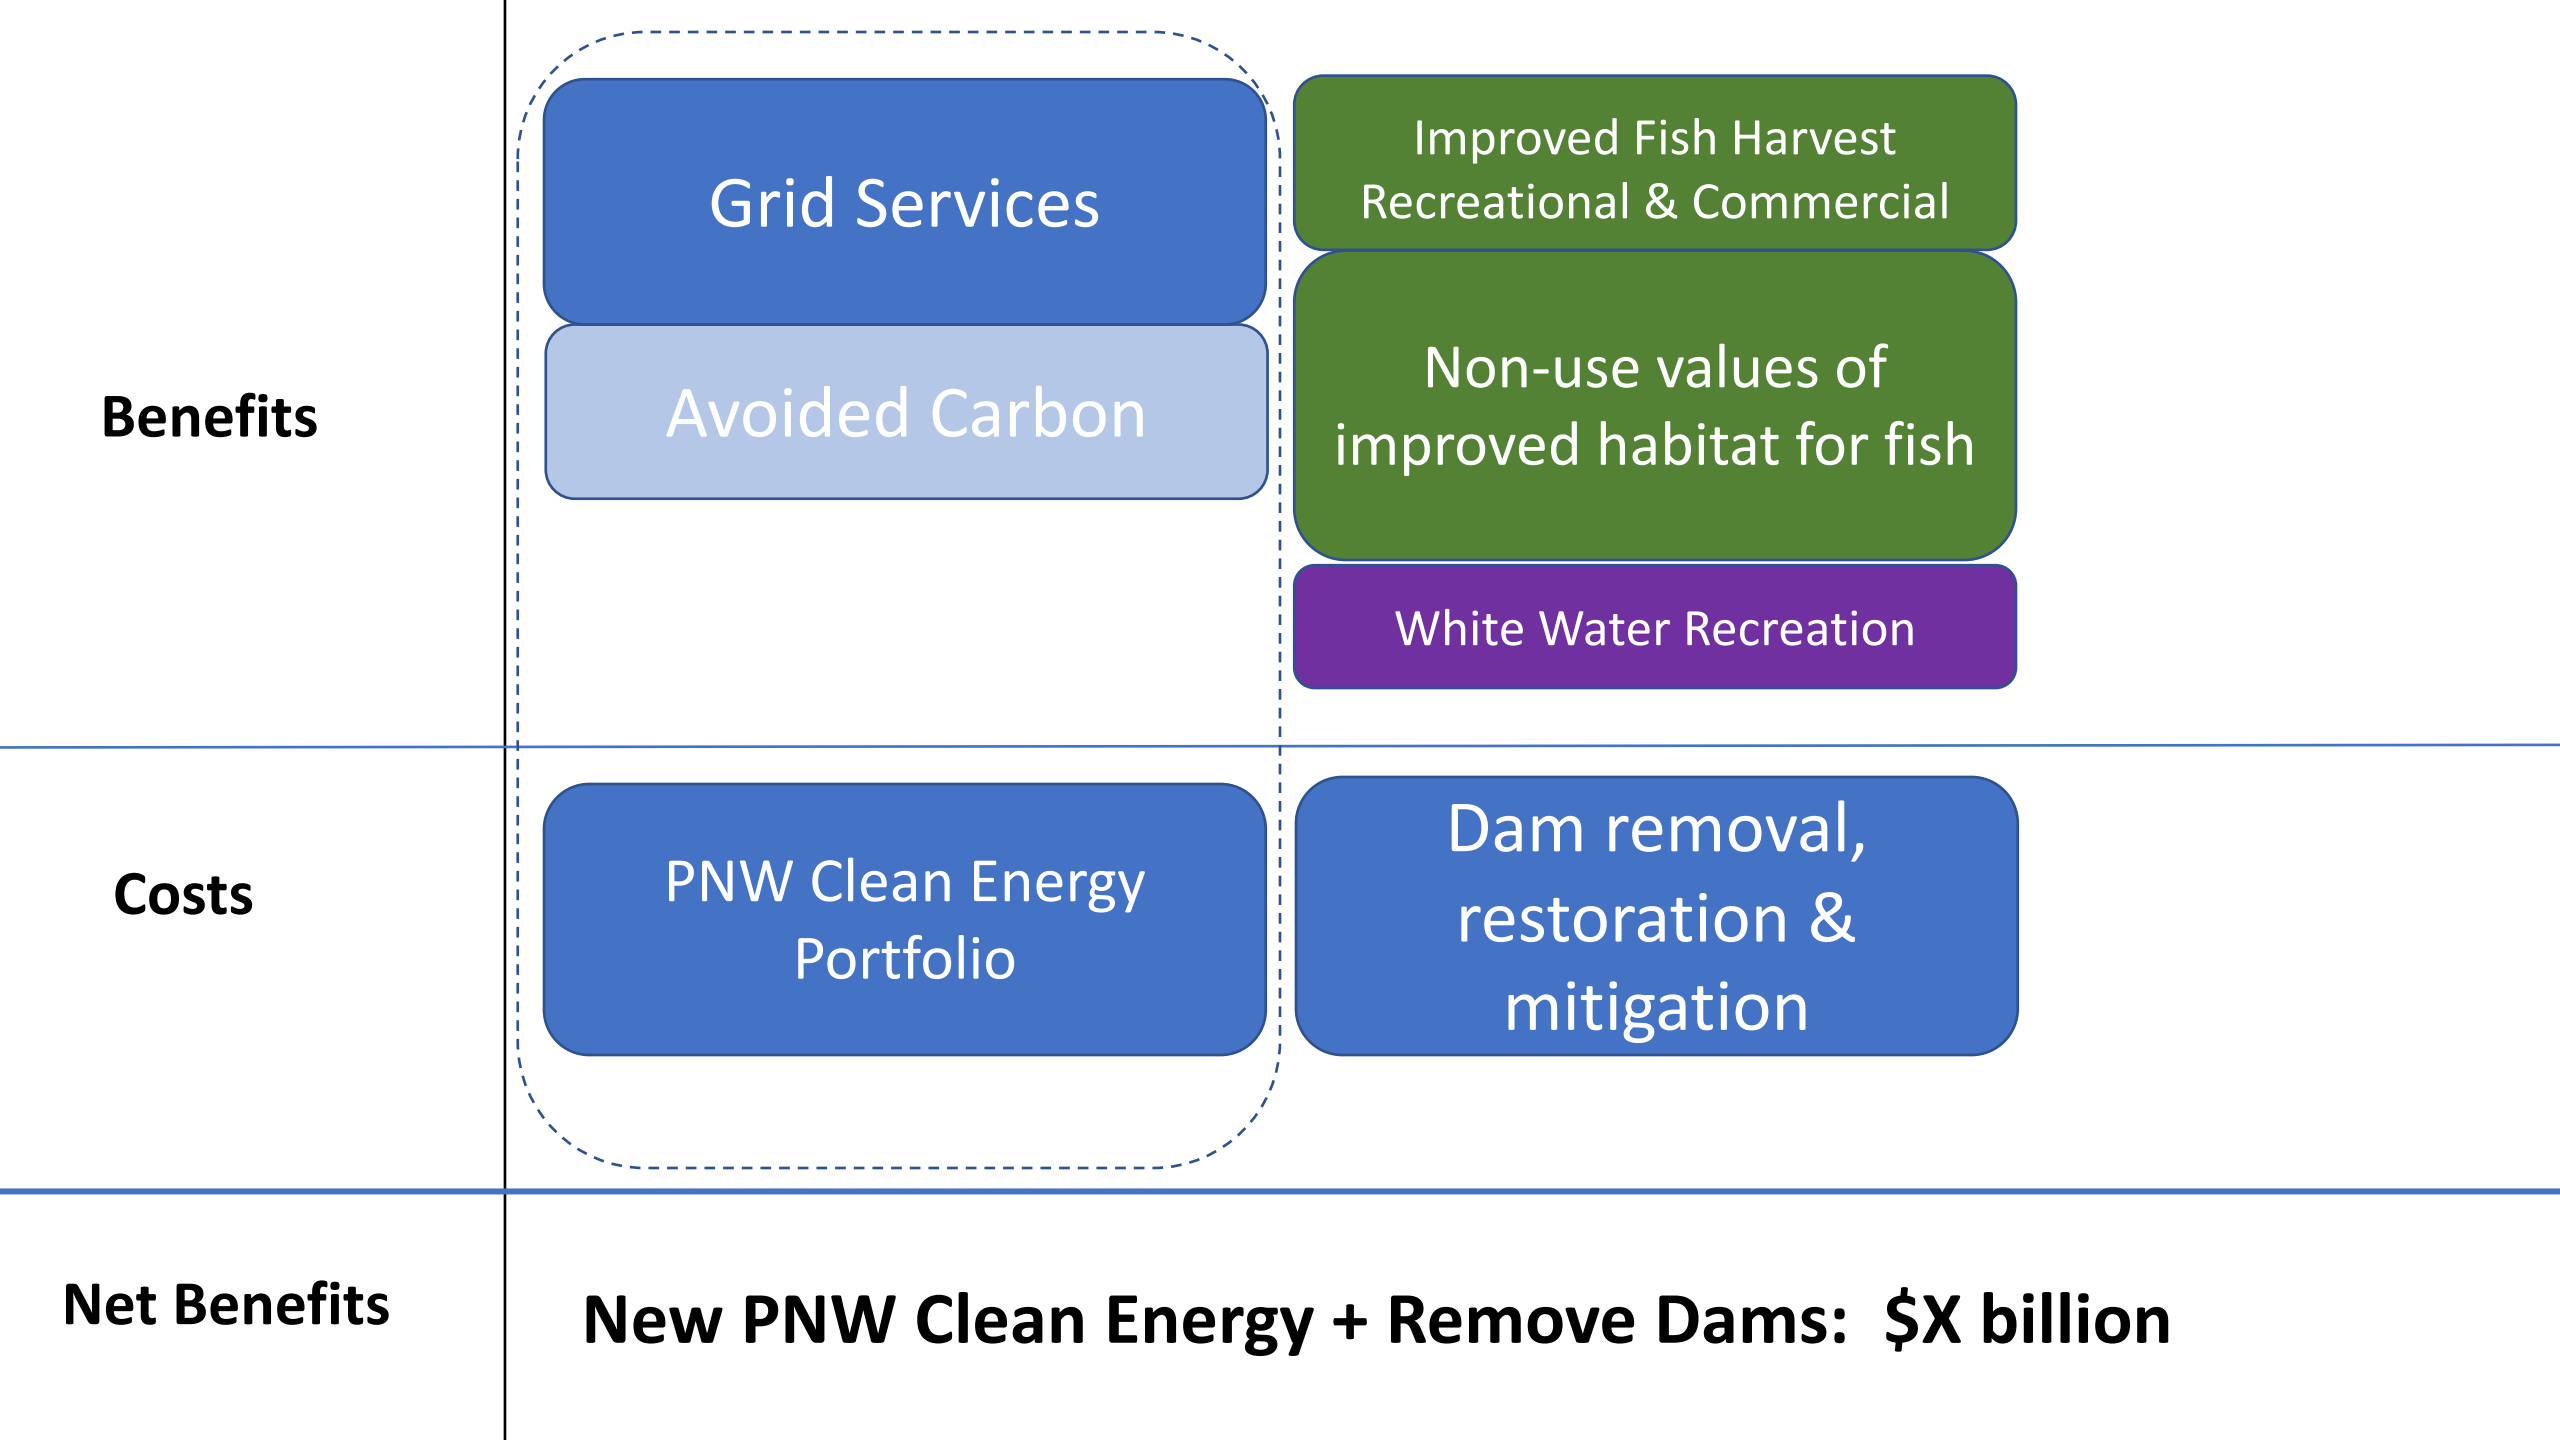 Benefits
Grid Services
Avoided Carbon
Improved Fish Harvest
Recreational & Commercial
Non-use values of
improved habitat for fish
White Water Recreation
Costs
PNW Clean Energy
Portfolio
Dam removal,
restoration &
mitigation
Net Benefits
New PNW Clean Energy + Remove Dams:  $X billion